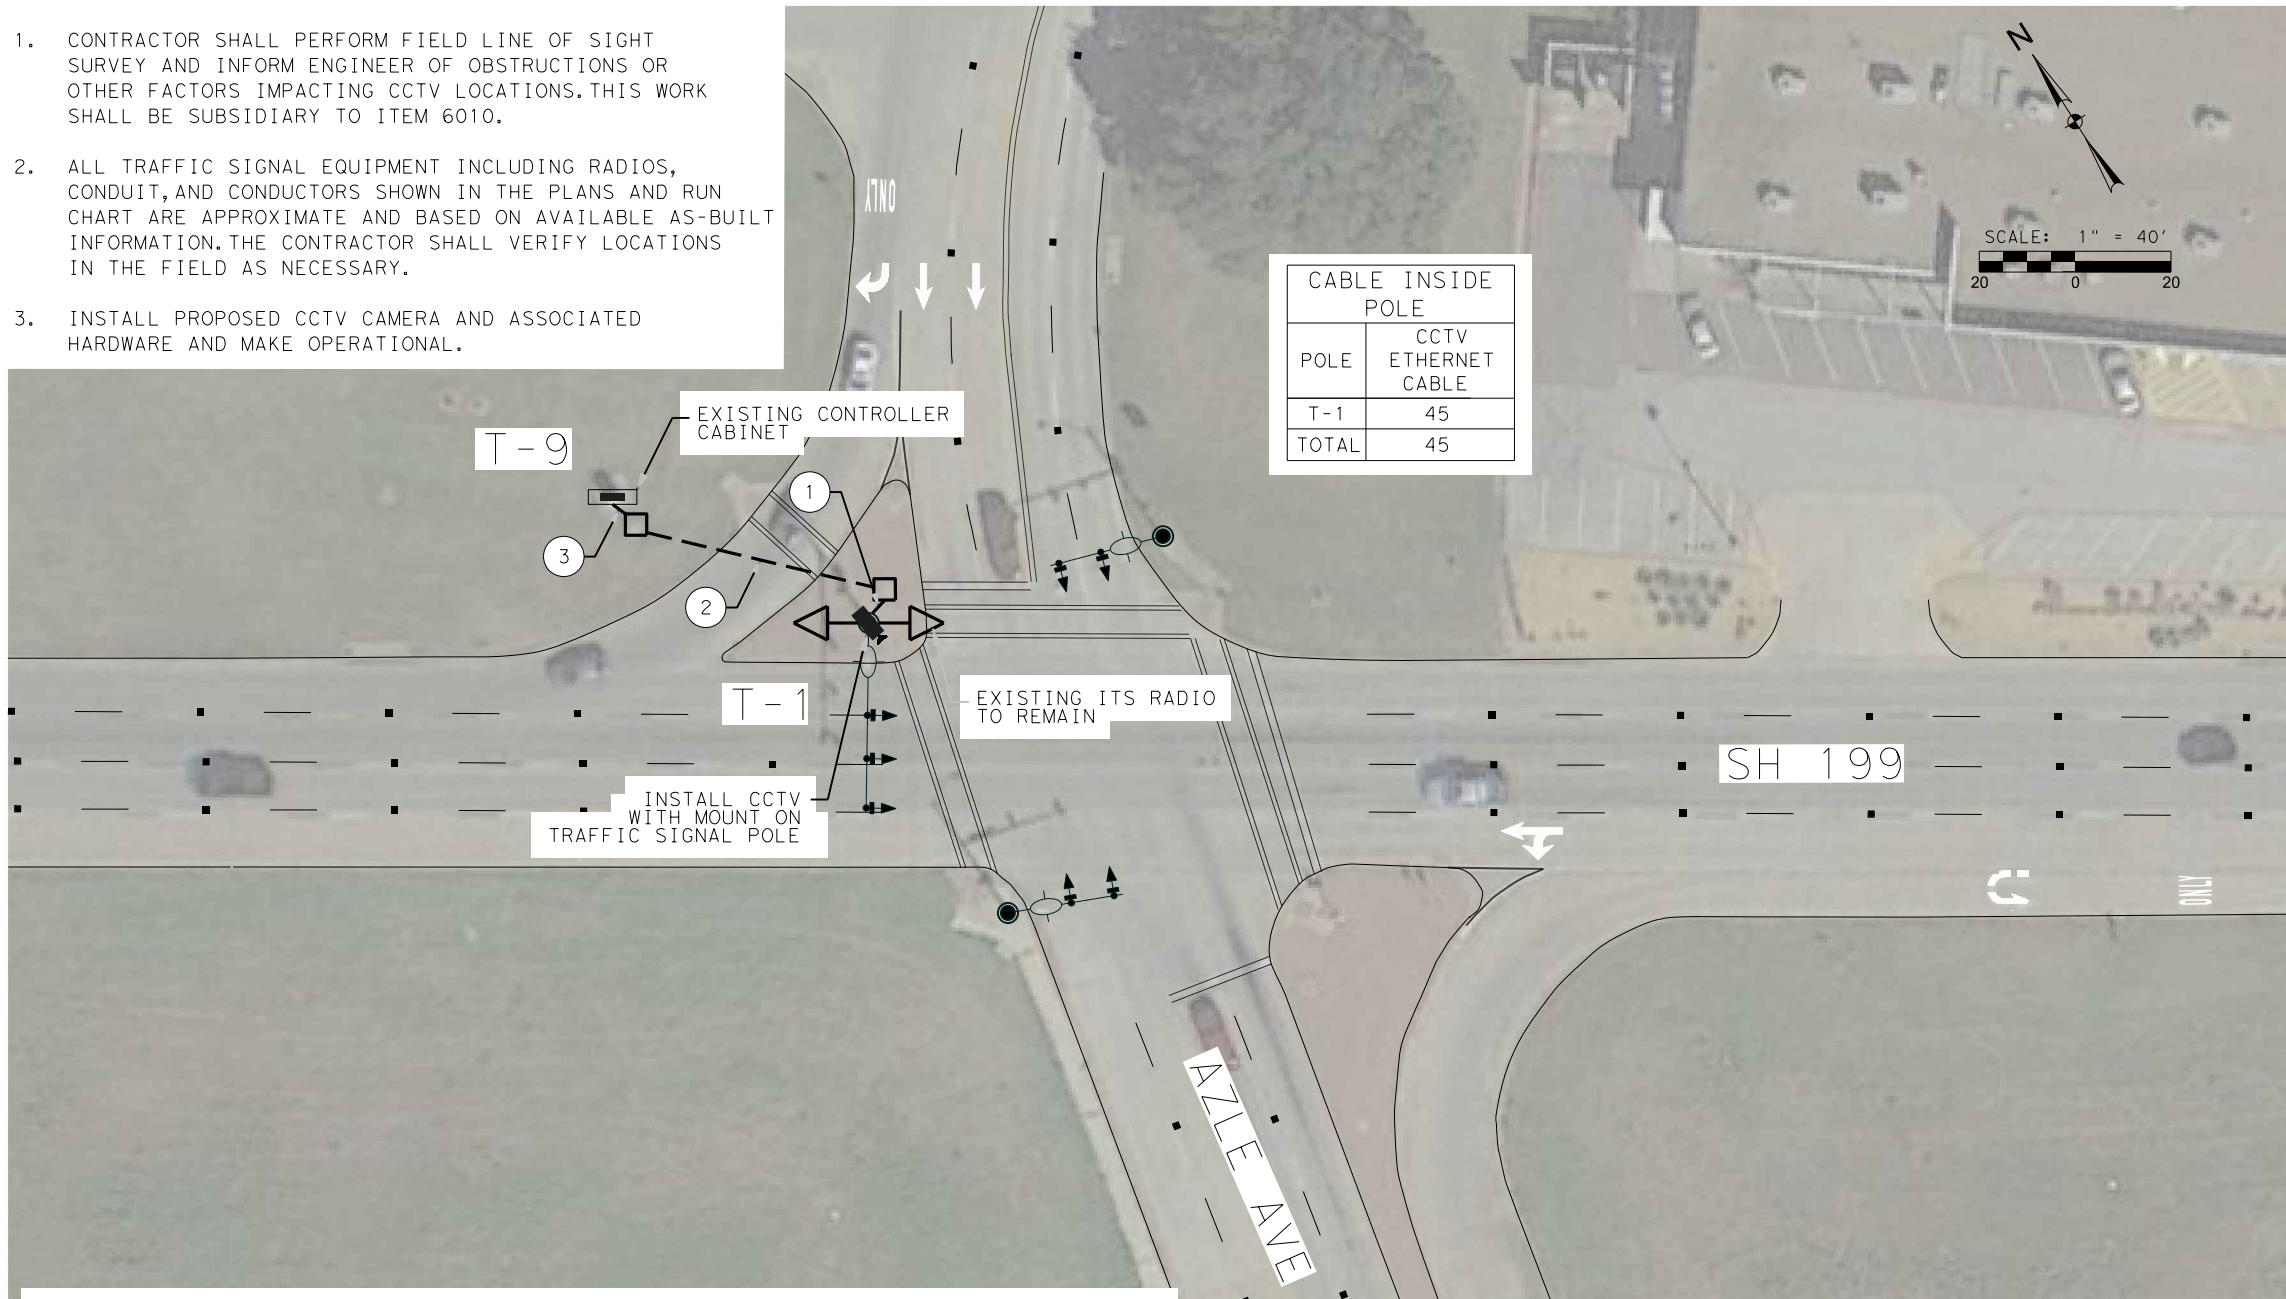 1. CONTRACTOR SHALL PERFORM FIELD LINE OF SIGHT
SURVEY AND INFORM ENGINEER OF OBSTRUCTIONS OR
OTHER FACTORS IMPACTING CCTV LOCATIONS. THIS WORK
SHALL BE SUBSIDIARY TO ITEM 6010.
2. ALL TRAFFIC SIGNAL EQUIPMENT INCLUDING RADIOS,
CONDUIT, AND CONDUCTORS SHOWN IN THE PLANS AND RUN
CHART ARE APPROXIMATE AND BASED ON AVAILABLE AS-BUILT
INFORMATION. THE CONTRACTOR SHALL VERIFY LOCATIONS
IN THE FIELD AS NECESSARY.
3. INSTALL PROPOSED CCTV CAMERA AND ASSOCIATED
HARDWARE AND MAKE OPERATIONAL.
N
SCALE: 1" = 40'
20 0 20
ONLY
CABLE INSIDE
POLE
POLE
CCTV
ETHERNET
CABLE
T-1 45
TOTAL 45
EXISTING CONTROLLER
CABINET
T-9
1
3
2
T-1
EXISTING ITS RADIO
TO REMAIN
SH 199
INSTALL CCTV
WITH MOUNT ON
TRAFFIC SIGNAL POLE
ONLY
AZLE AVE